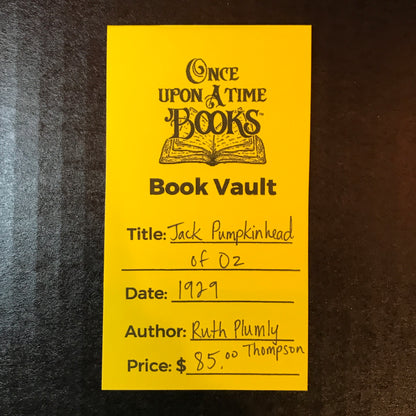 Once
upon A Time
Books™
Book Vault
Title: Jack Pumpkinhead
of Oz
Date: 1929
Author: Ruth Plumly
Thompson
Price: $ 85.00